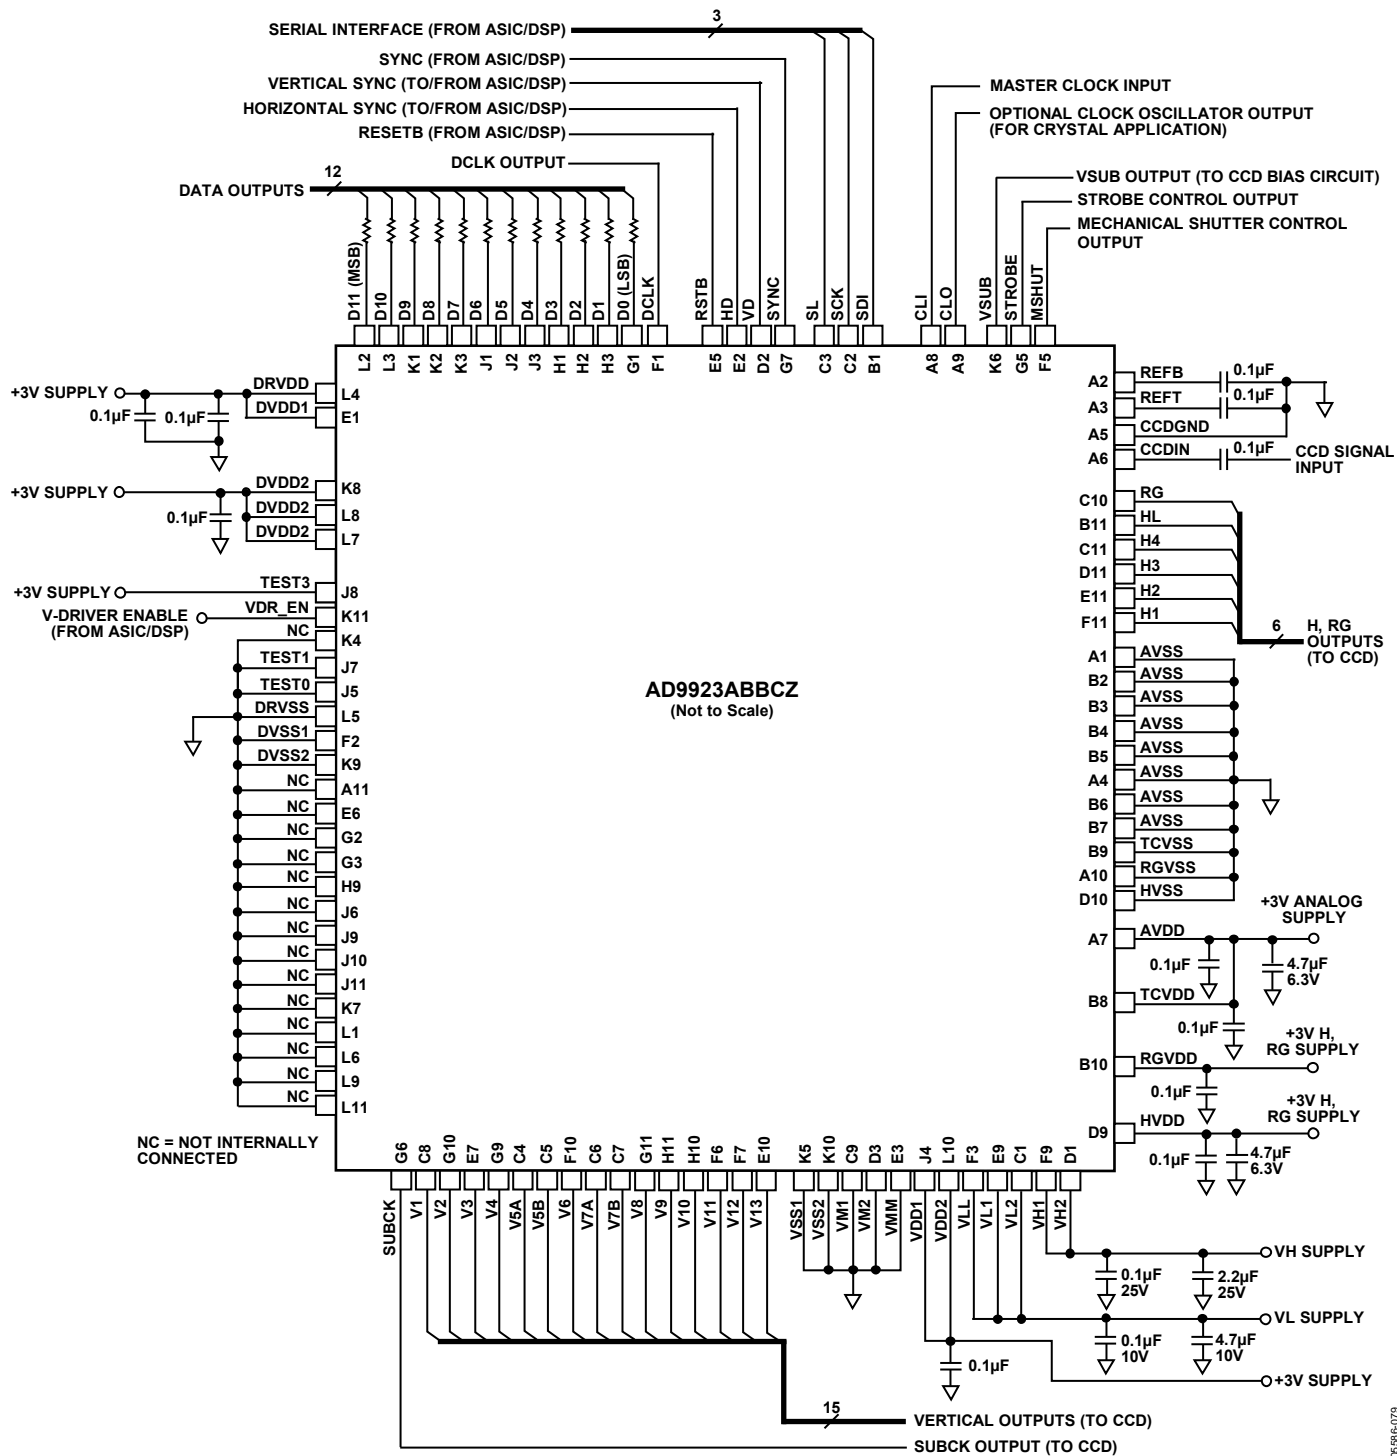 3
SERIAL INTERFACE (FROM ASIC/DSP)
SYNC (FROM ASIC/DSP)
VERTICAL SYNC (TO/FROM ASIC/DSP)
HORIZONTAL SYNC (TO/FROM ASIC/DSP)
RESETB (FROM ASIC/DSP)
DCLK OUTPUT
12
DATA OUTPUTS
MASTER CLOCK INPUT
OPTIONAL CLOCK OSCILLATOR OUTPUT
(FOR CRYSTAL APPLICATION)
VSUB OUTPUT (TO CCD BIAS CIRCUIT)
STROBE CONTROL OUTPUT
MECHANICAL SHUTTER CONTROL
OUTPUT
D11 (MSB)
D10
D9
D8
D7
D6
D5
D4
D3
D2
D1
D0 (LSB)
DCLK
RSTB
HD
VD
SYNC
SL
SCK
SDI
CLI
CLO
VSUB
STROBE
MSHUT
L2
L3
K1
K2
K3
J1
J2
J3
H1
H2
H3
G1
F1
E5
E2
D2
G7
C3
C2
B1
A8
A9
K6
G5
F5
+3V SUPPLY
DRVDD
L4
DVDD1
E1
0.1µF
0.1µF
+3V SUPPLY
DVDD2
K8
DVDD2
L8
DVDD2
L7
0.1µF
+3V SUPPLY
TEST3
J8
V-DRIVER ENABLE
(FROM ASIC/DSP)
VDR_EN
K11
NC
K4
TEST1
J7
TEST0
J5
DRVSS
L5
DVSS1
F2
DVSS2
K9
NC
A11
NC
E6
NC
G2
NC
G3
NC
H9
NC
J6
NC
J9
NC
J10
NC
J11
NC
K7
NC
L1
NC
L6
NC
L9
NC
L11
NC = NOT INTERNALLY
CONNECTED
AD9923ABBCZ
(Not to Scale)
A2
REFB
0.1µF
A3
REFT
0.1µF
A5
CCDGND
A6
CCDIN
0.1µF
CCD SIGNAL
INPUT
C10
RG
B11
HL
C11
H4
D11
H3
E11
H2
F11
H1
6
H, RG
OUTPUTS
(TO CCD)
A1
AVSS
B2
AVSS
B3
AVSS
B4
AVSS
B5
AVSS
A4
AVSS
B6
AVSS
B7
AVSS
B9
TCVSS
A10
RGVSS
D10
HVSS
+3V ANALOG
SUPPLY
A7
AVDD
0.1µF
4.7µF
6.3V
B8
TCVDD
0.1µF
+3V H,
RG SUPPLY
B10
RGVDD
0.1µF
+3V H,
RG SUPPLY
D9
HVDD
0.1µF
4.7µF
6.3V
G6
C8
G10
E7
G9
C4
C5
F10
C6
C7
G11
H11
H10
F6
F7
E10
K5
K10
C9
D3
E3
J4
L10
F3
E9
C1
F9
D1
SUBCK
V1
V2
V3
V4
V5A
V5B
V6
V7A
V7B
V8
V9
V10
V11
V12
V13
VSS1
VSS2
VM1
VM2
VMM
VDD1
VDD2
VLL
VL1
VL2
VH1
VH2
VH SUPPLY
0.1µF
25V
2.2µF
25V
VL SUPPLY
0.1µF
10V
4.7µF
10V
0.1µF
+3V SUPPLY
15
VERTICAL OUTPUTS (TO CCD)
SUBCK OUTPUT (TO CCD)
06586-079